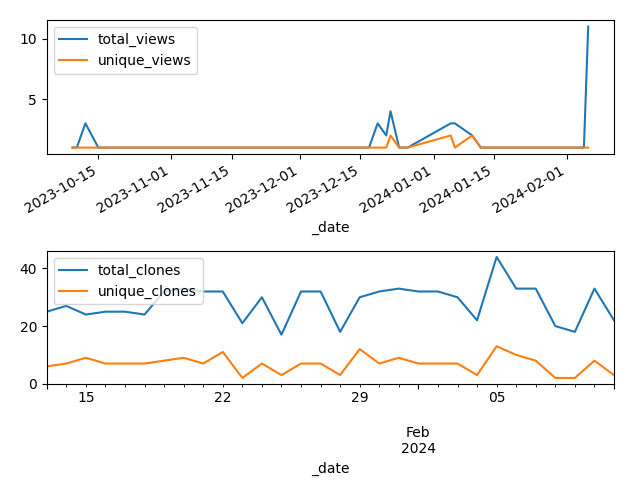 10
5
total_views
unique_views
2023-10-15
2023-11-01
2023-11-15
2023-12-01
2023-12-15
2024-01-01
2024-01-15
2024-02-01
_date
40
20
0
total_clones
unique_clones
15
22
29
05
Feb
2024
_date